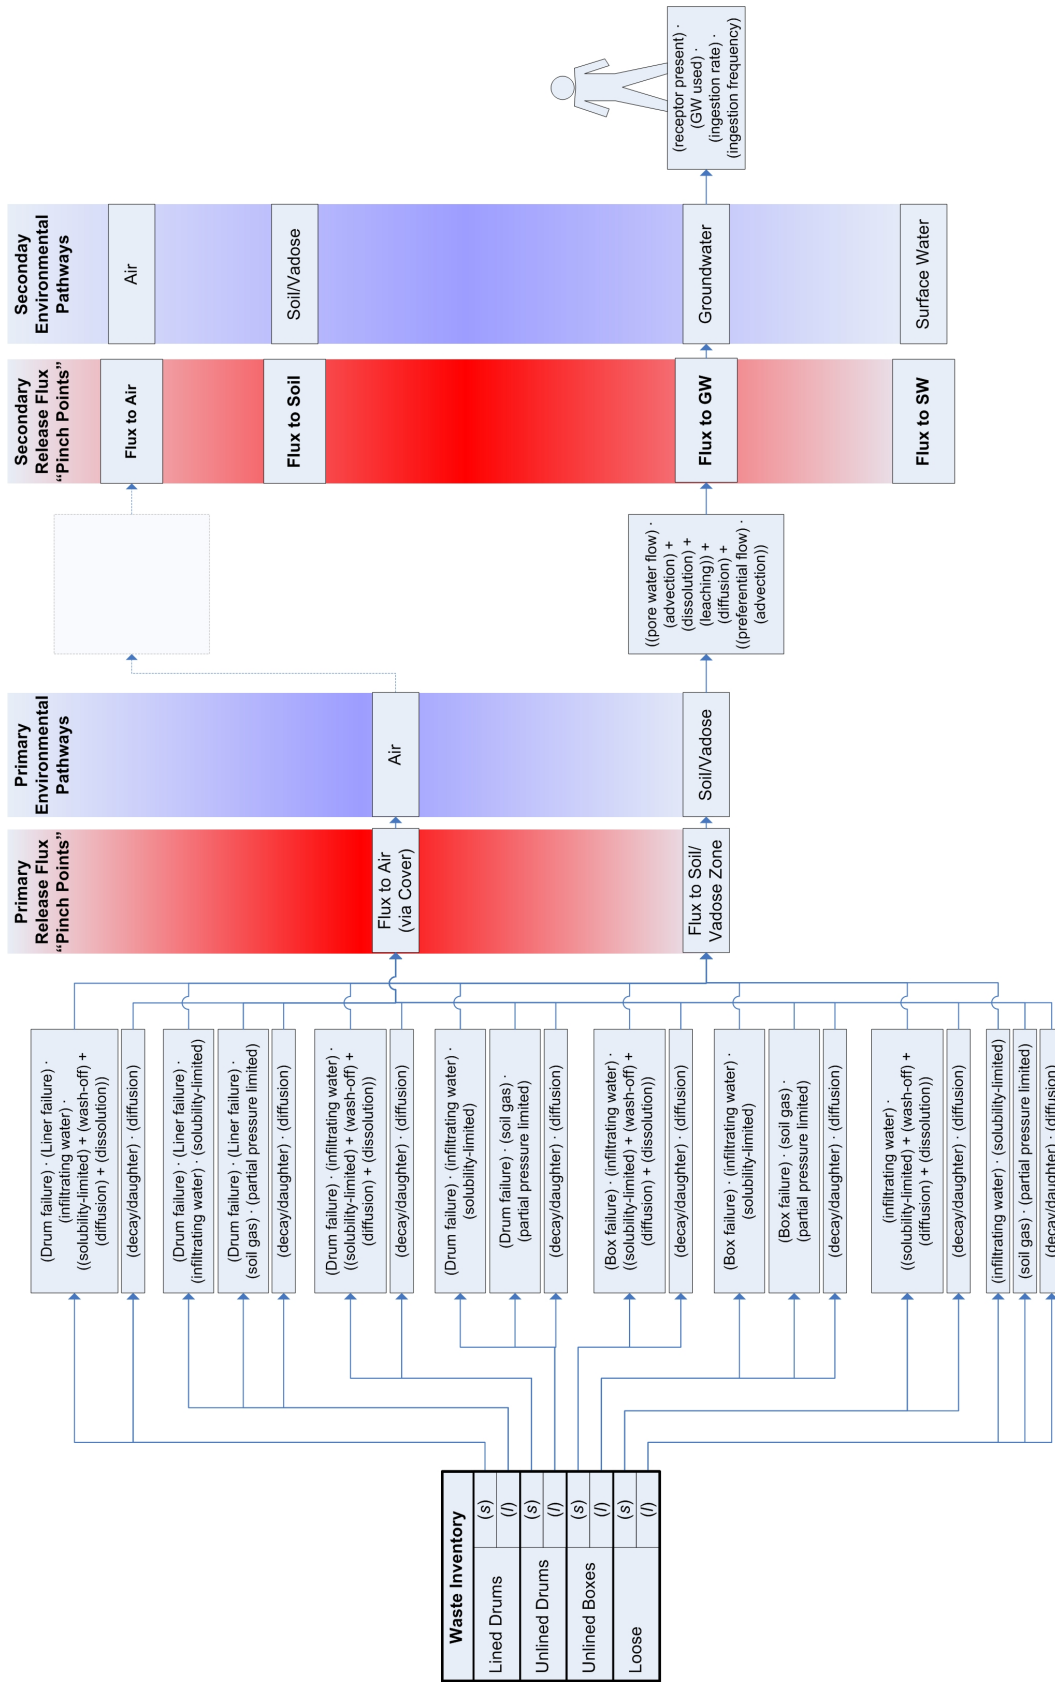 Waste Inventory
Lined Drums
(s)
(l)
Unlined Drums
(s)
(l)
Unlined Boxes
(s)
(l)
Loose
(s)
(l)
(Drum failure) · (Liner failure) ·
(infiltrating water) ·
((solubility-limited) + (wash-off) +
(diffusion) + (dissolution))
(decay/daughter) · (diffusion)
(Drum failure) · (Liner failure) ·
(infiltrating water) · (solubility-limited)
(Drum failure) · (Liner failure) ·
(soil gas) · (partial pressure limited)
(decay/daughter) · (diffusion)
(Drum failure) · (infiltrating water) ·
((solubility-limited) + (wash-off) +
(diffusion) + (dissolution))
(decay/daughter) · (diffusion)
(Drum failure) · (infiltrating water) ·
(solubility-limited)
(Drum failure) · (soil gas) ·
(partial pressure limited)
(decay/daughter) · (diffusion)
(Box failure) · (infiltrating water) ·
((solubility-limited) + (wash-off) +
(diffusion) + (dissolution))
(decay/daughter) · (diffusion)
(Box failure) · (infiltrating water) ·
(solubility-limited)
(Box failure) · (soil gas) ·
(partial pressure limited)
(decay/daughter) · (diffusion)
(infiltrating water) ·
((solubility-limited) + (wash-off) +
(diffusion) + (dissolution))
(decay/daughter) · (diffusion)
(infiltrating water) · (solubility-limited)
(soil gas) · (partial pressure limited)
(decay/daughter) · (diffusion)
Primary
Release Flux
“Pinch Points”
Flux to Air
(via Cover)
Flux to Soil/
Vadose Zone
Primary
Environmental
Pathways
Air
Soil/Vadose
((pore water flow) ·
(advection) +
(dissolution) +
(leaching)) +
(diffusion) +
((preferential flow) ·
(advection))
Secondary
Release Flux
“Pinch Points”
Flux to Air
Flux to Soil
Flux to GW
Flux to SW
Seconday
Environmental
Pathways
Air
Soil/Vadose
Groundwater
Surface Water
(receptor present) ·
(GW used) ·
(ingestion rate) ·
(ingestion frequency)